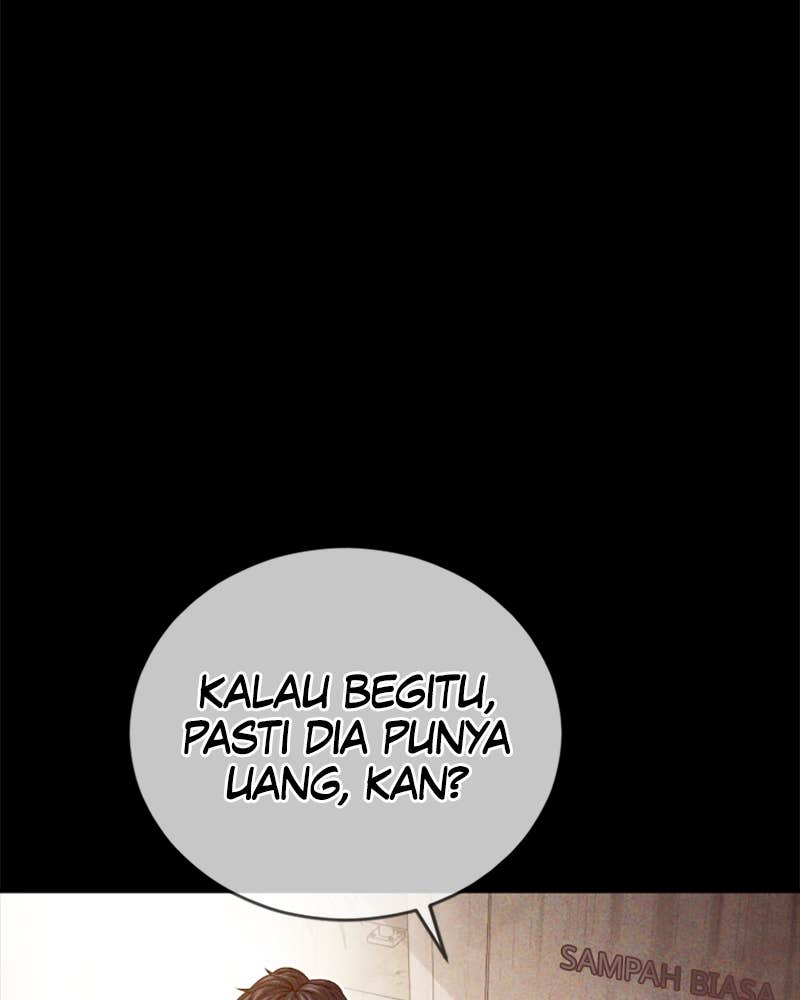 KALAU BEGITU,
PASTI DIA PUNYA
UANG, KAN?
SAMPAH BIASA